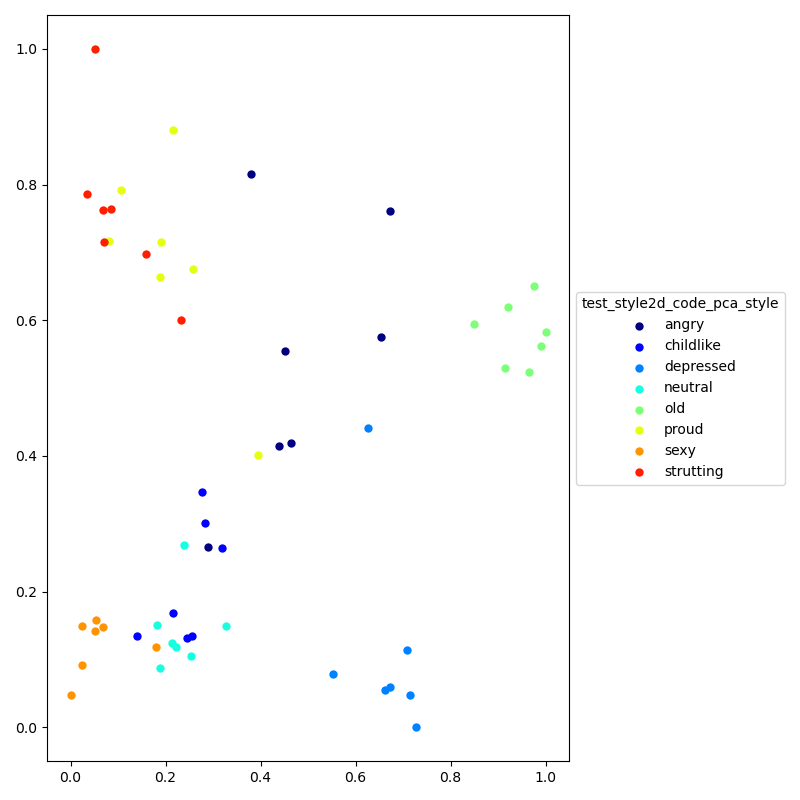 1.0
0.8
0.6
0.4
0.2
0.0
0.0 0.2 0.4 0.6 0.8 1.0
test_style2d_code_pca_style
angry
childlike
depressed
neutral
old
proud
sexy
strutting